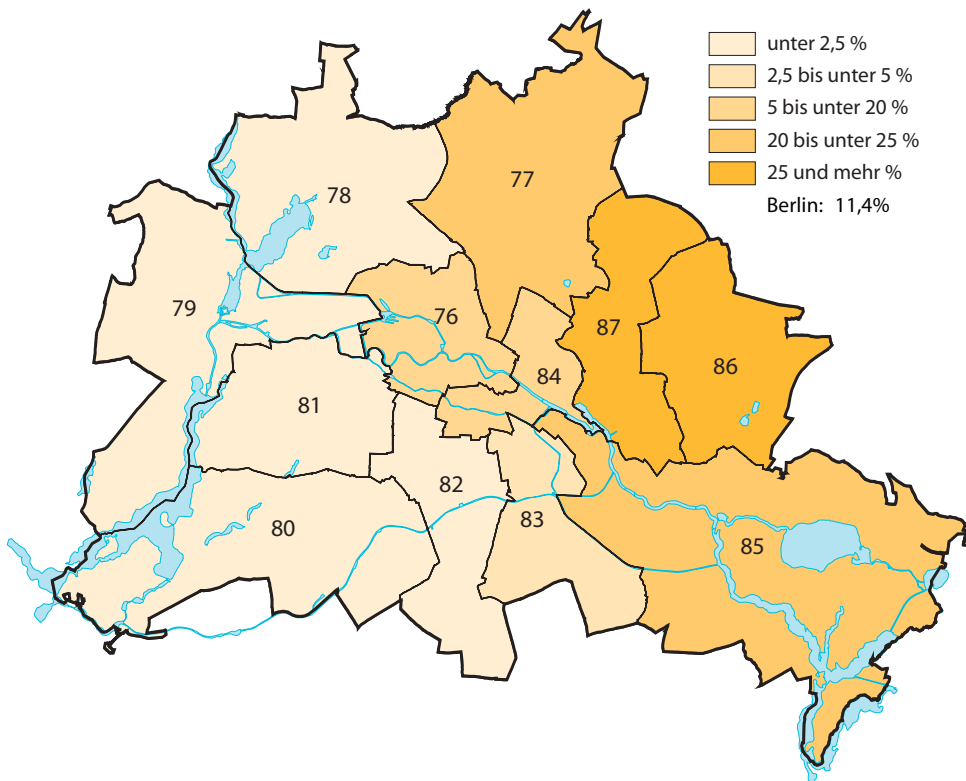 unter 2,5 %
2,5 bis unter 5 %
5 bis unter 20 %
20 bis unter 25 %
25 und mehr %
Berlin: 11,4%
77
78
79
76
87
86
84
81
82
83
80
85